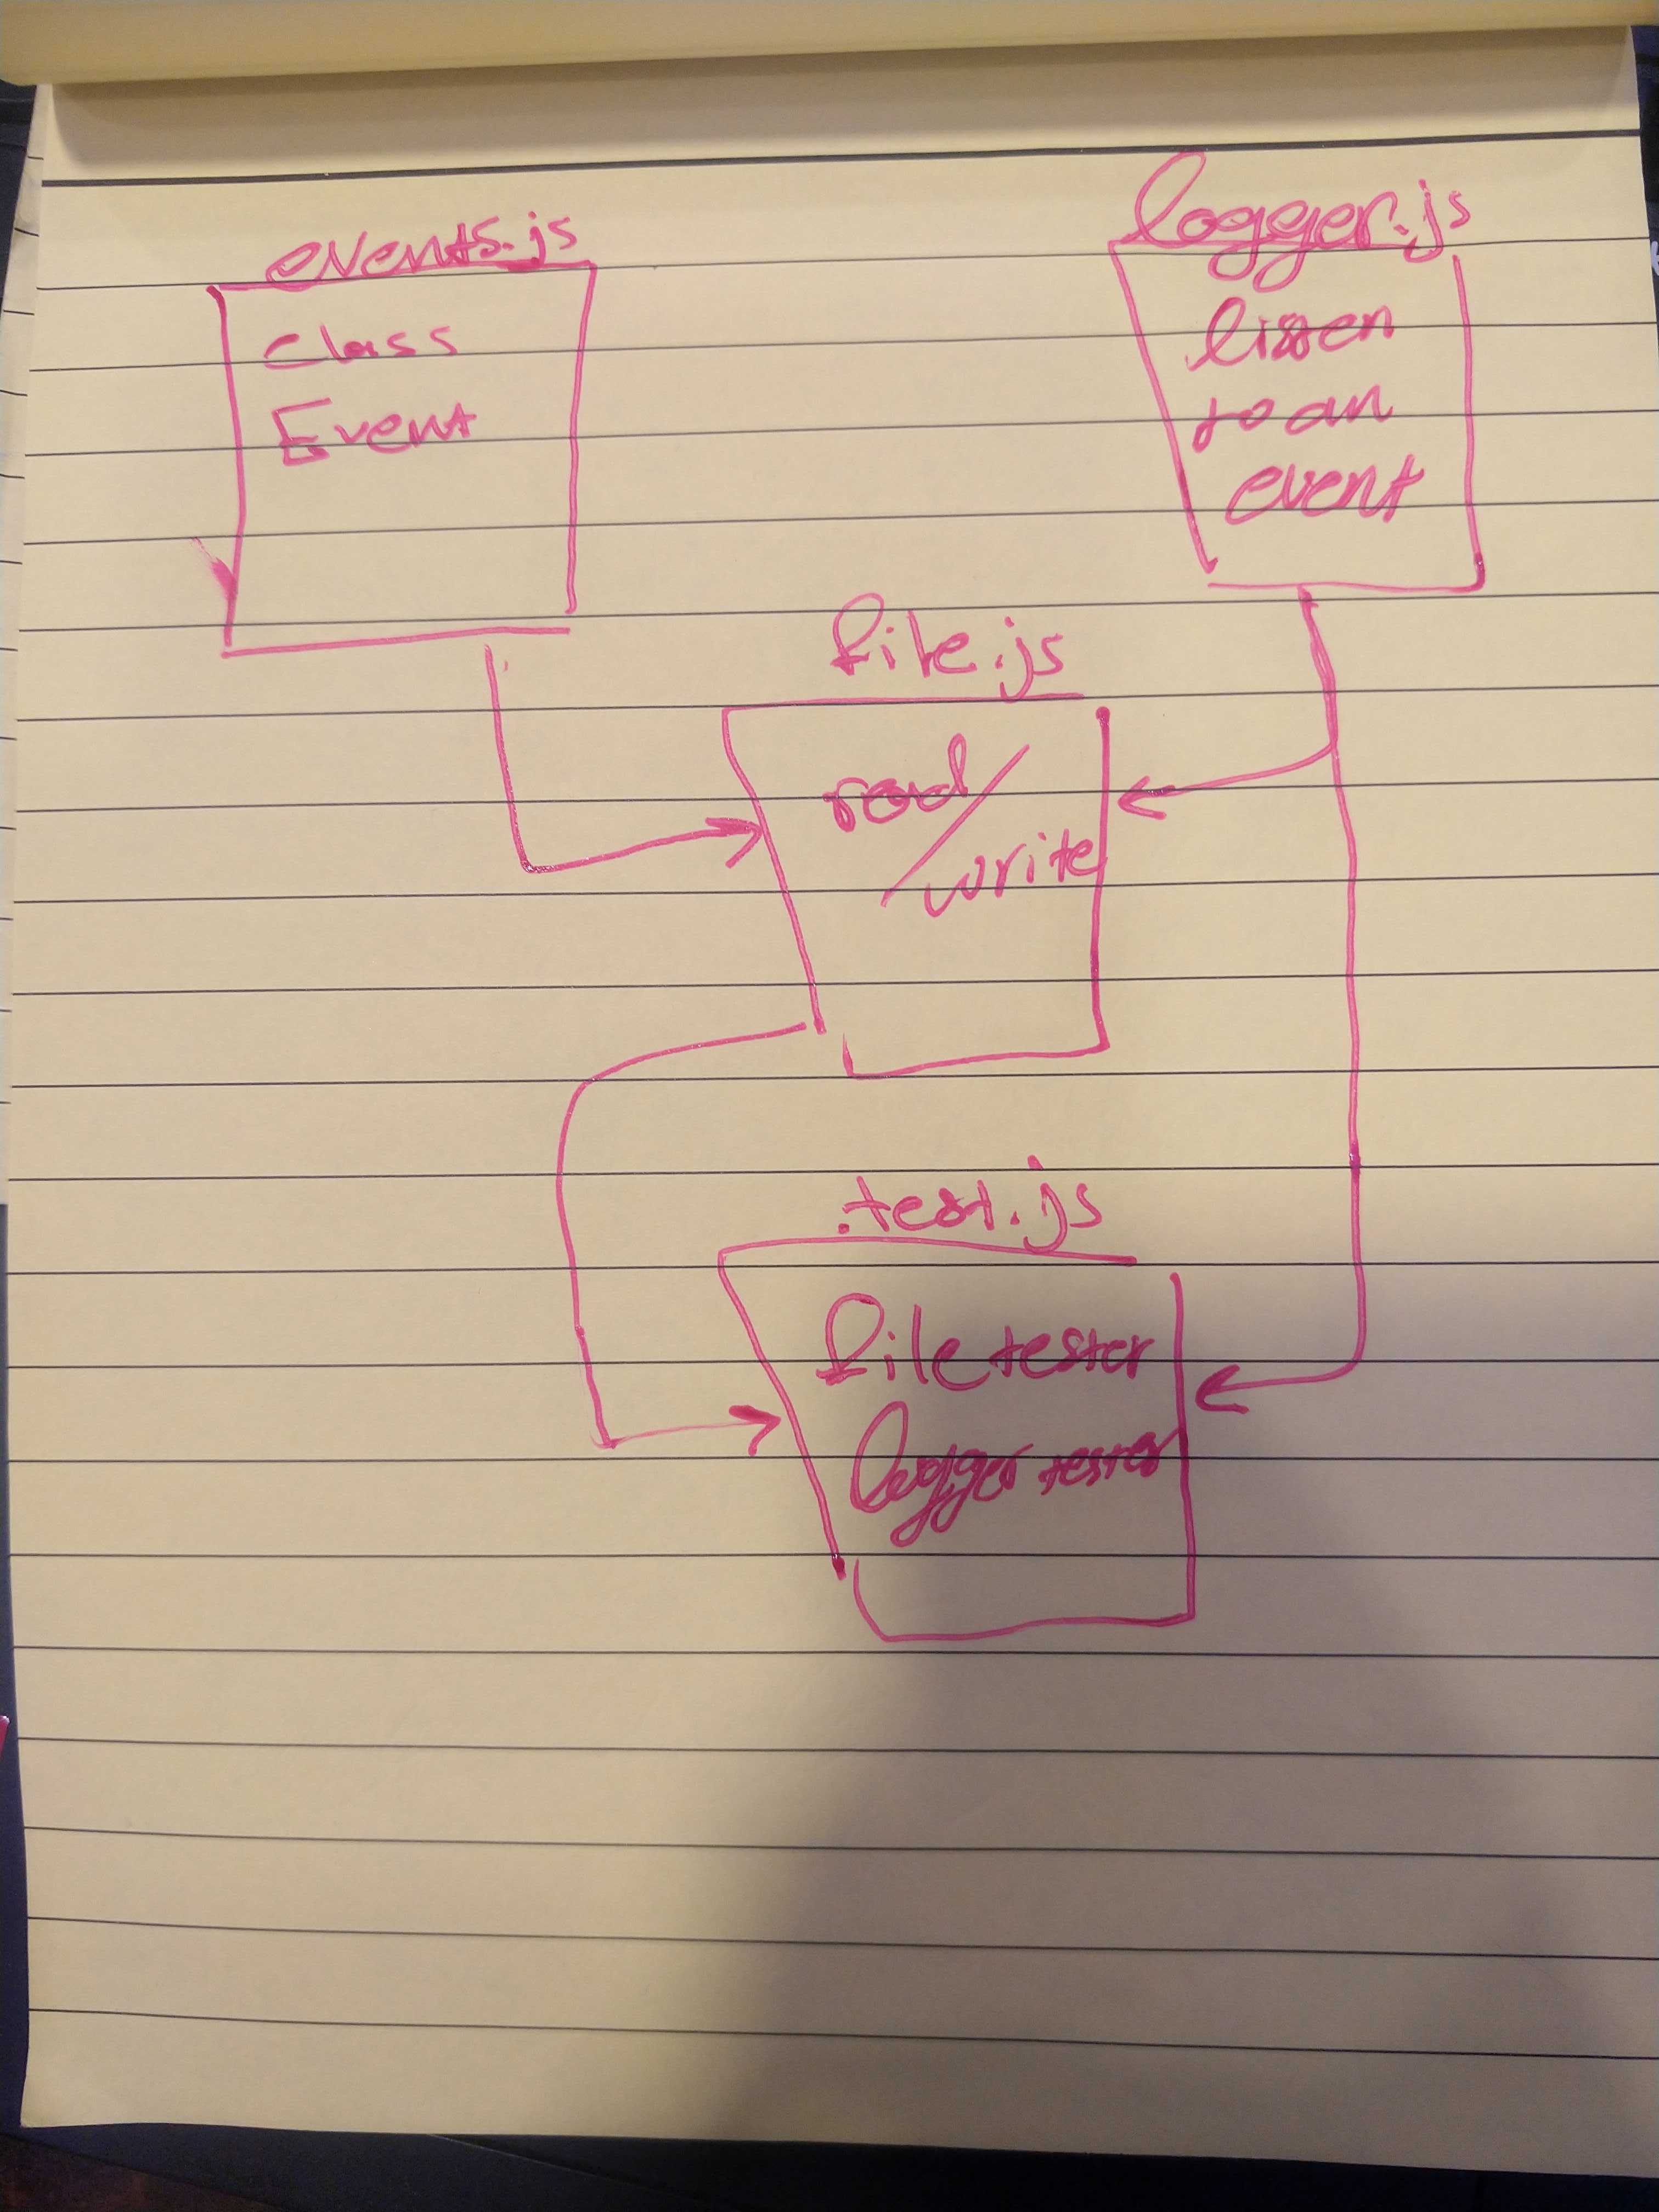 events.js
class
Event
logger.js
listen
to an
event
file.js
read/
write
.test.js
file tester
logger tester